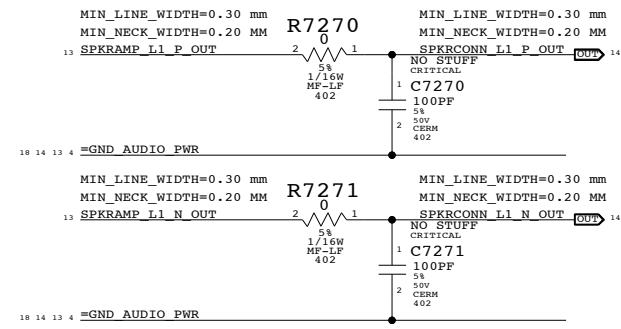 MIN_LINE_WIDTH=0.30 mm
MIN_NECK_WIDTH=0.20 MM
13 SPKRAMP_L1_P_OUT
R7270
0
2 1
5%
1/16W
MF-LF
402
MIN_LINE_WIDTH=0.30 mm
MIN_NECK_WIDTH=0.20 MM
SPKRCONN_L1_P_OUT OUT 14
NO STUFF
CRITICAL
1 C7270
100PF
5%
50V
2 CERM
402
18 14 13 4 =GND_AUDIO_PWR
MIN_LINE_WIDTH=0.30 mm
MIN_NECK_WIDTH=0.20 MM
13 SPKRAMP_L1_N_OUT
R7271
0
2 1
5%
1/16W
MF-LF
402
MIN_LINE_WIDTH=0.30 mm
MIN_NECK_WIDTH=0.20 MM
SPKRCONN_L1_N_OUT OUT 14
NO STUFF
CRITICAL
1 C7271
100PF
5%
50V
2 CERM
402
18 14 13 4 =GND_AUDIO_PWR